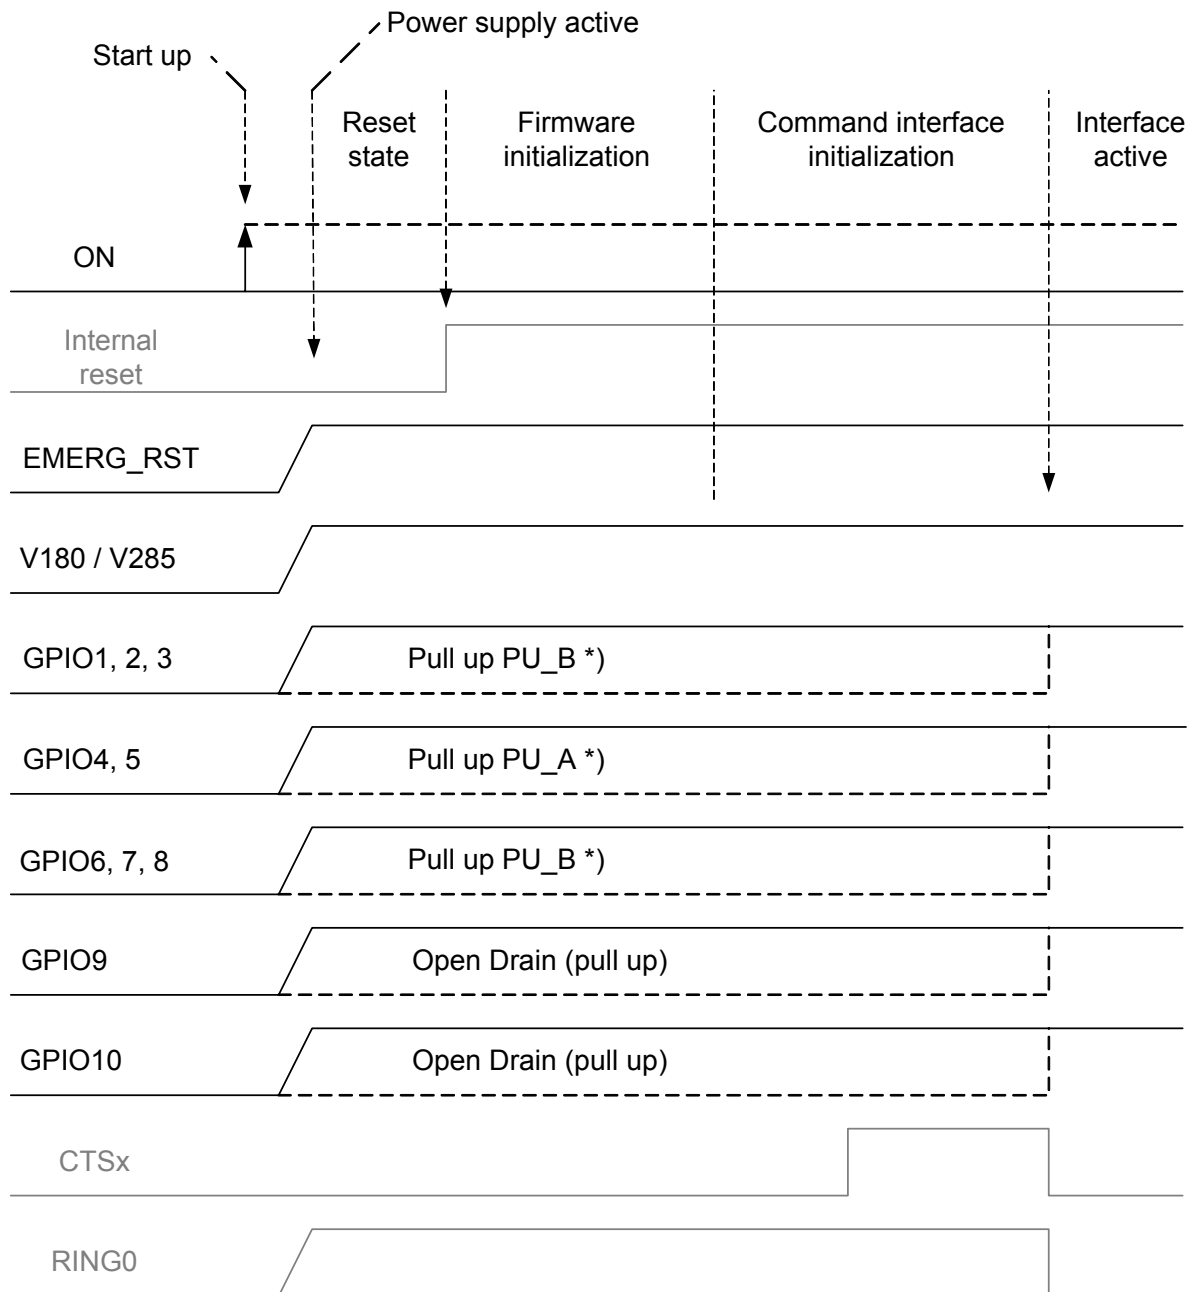 Power supply active
Start up
Reset
state
Firmware
initialization
Command interface
initialization
Interface
active
ON
Internal
reset
EMERG_RST
V180 / V285
GPIO1, 2, 3
Pull up PU_B *)
GPIO4, 5
Pull up PU_A *)
GPIO6, 7, 8
Pull up PU_B *)
GPIO9
Open Drain (pull up)
GPIO10
Open Drain (pull up)
CTSx
RING0